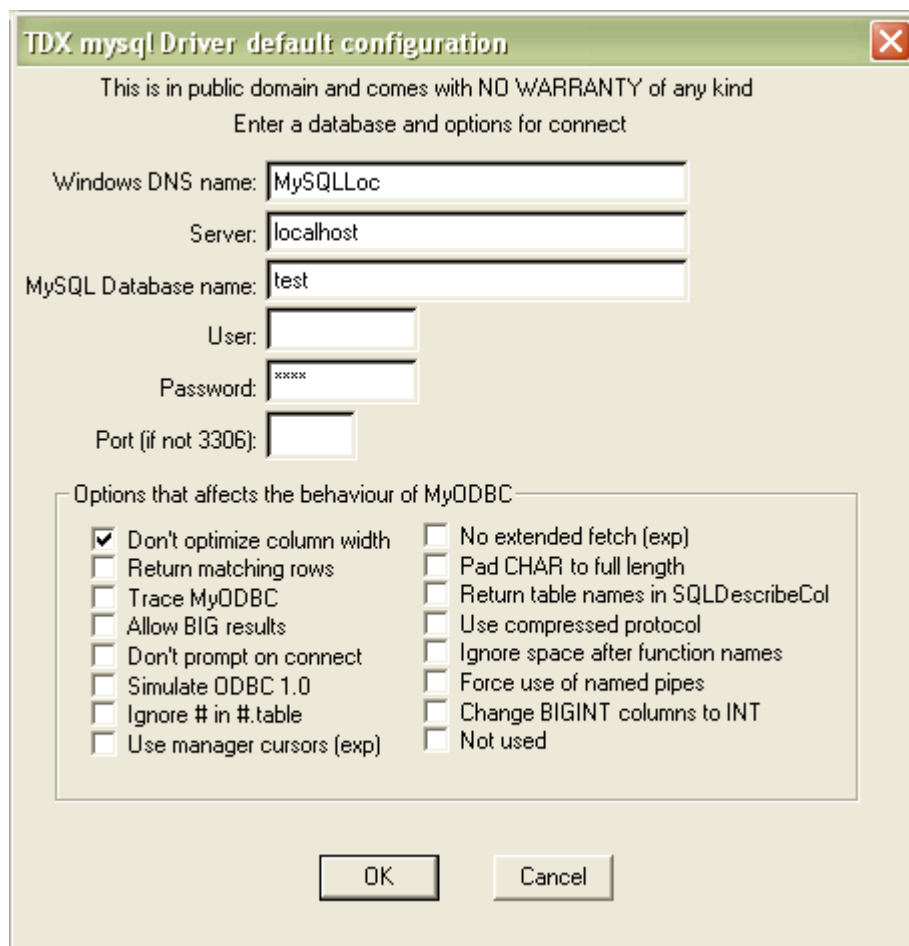 TDX mysql Driver default configuration
This is in public domain and comes with NO WARRANTY of any kind
Enter a database and options for connect
Windows DNS name: MySQLLoc
Server: localhost
MySQL Database name: test
User:
Password: ****
Port (if not 3306):
Options that affects the behaviour of MyODBC
Don't optimize column width
Return matching rows
Trace MyODBC
Allow BIG results
Don't prompt on connect
Simulate ODBC 1.0
Ignore # in #.table
Use manager cursors (exp)
No extended fetch (exp)
Pad CHAR to full length
Return table names in SQLDescribeCol
Use compressed protocol
Ignore space after function names
Force use of named pipes
Change BIGINT columns to INT
Not used
OK
Cancel